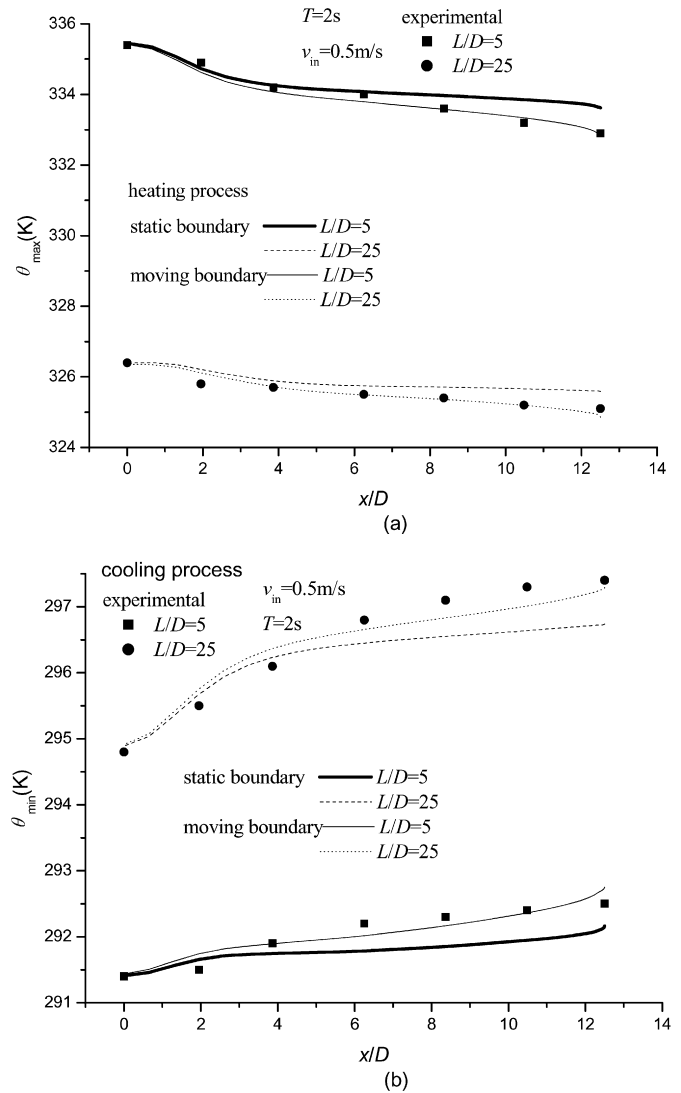 T=2s
experimental
v_in=0.5m/s
L/D=5
L/D=25
336
334
332
330
328
326
324
θ_max(K)
heating process
static boundary
L/D=5
L/D=25
moving boundary
L/D=5
L/D=25
0 2 4 6 8 10 12 14
x/D
(a)
cooling process
v_in=0.5m/s
experimental
L/D=5
T=2s
L/D=25
297
296
295
294
293
292
291
θ_min(K)
static boundary
L/D=5
L/D=25
moving boundary
L/D=5
L/D=25
0 2 4 6 8 10 12 14
x/D
(b)